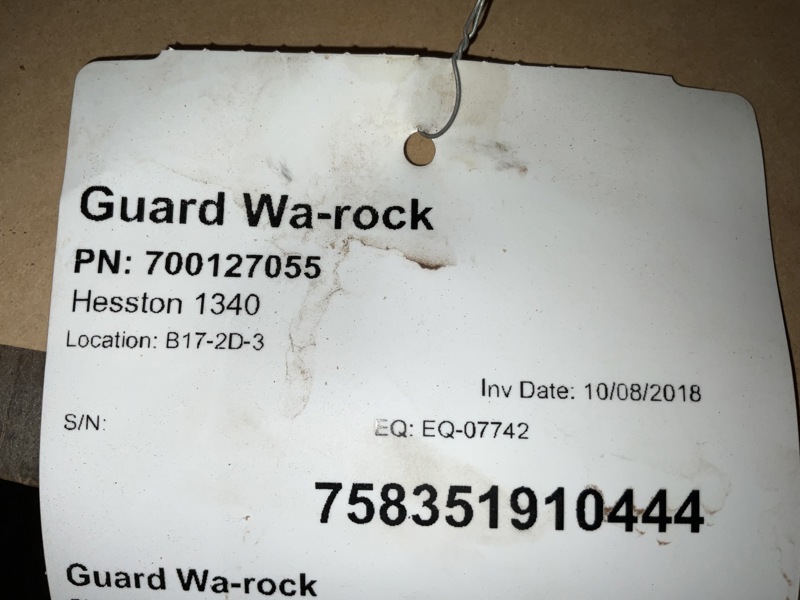 Guard Wa-rock
PN: 700127055
Hesston 1340
Location: B17-2D-3
Inv Date: 10/08/2018
S/N:
EQ: EQ-07742
758351910444
Guard Wa-rock